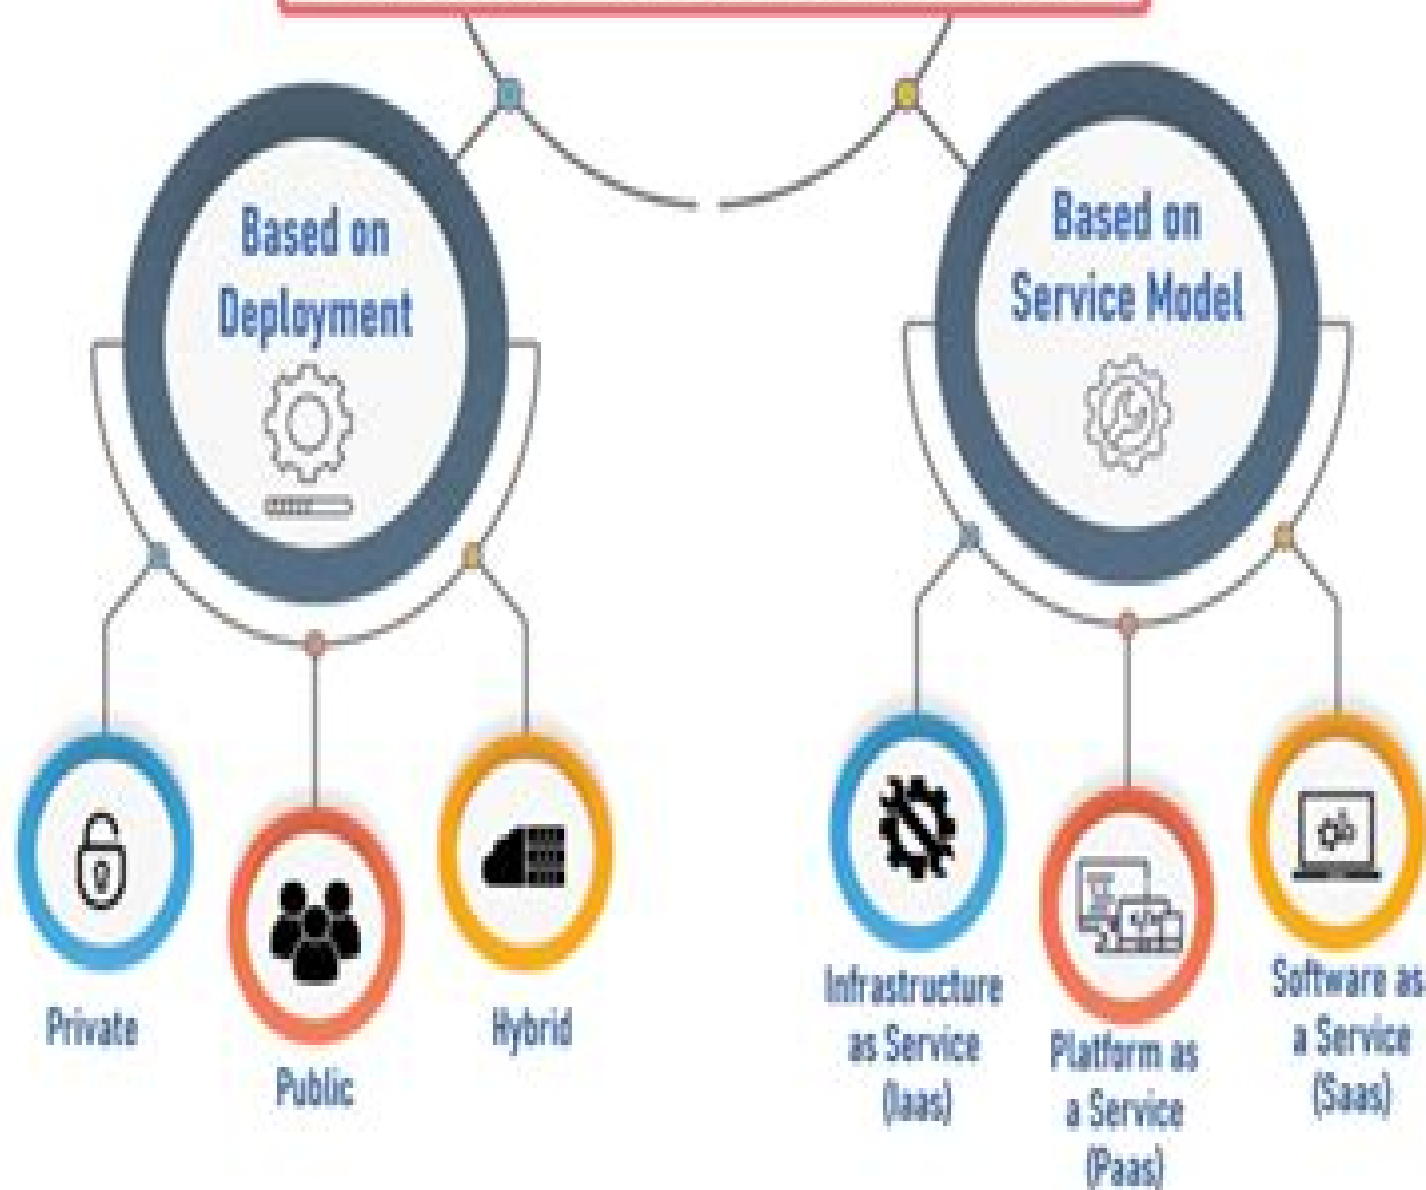 Based on
Deployment
Based on
Service Model
Private
Public
Hybrid
Infrastructure
as Service
(Iaas)
Platform as
a Service
(Paas)
Software as
a Service
(Saas)